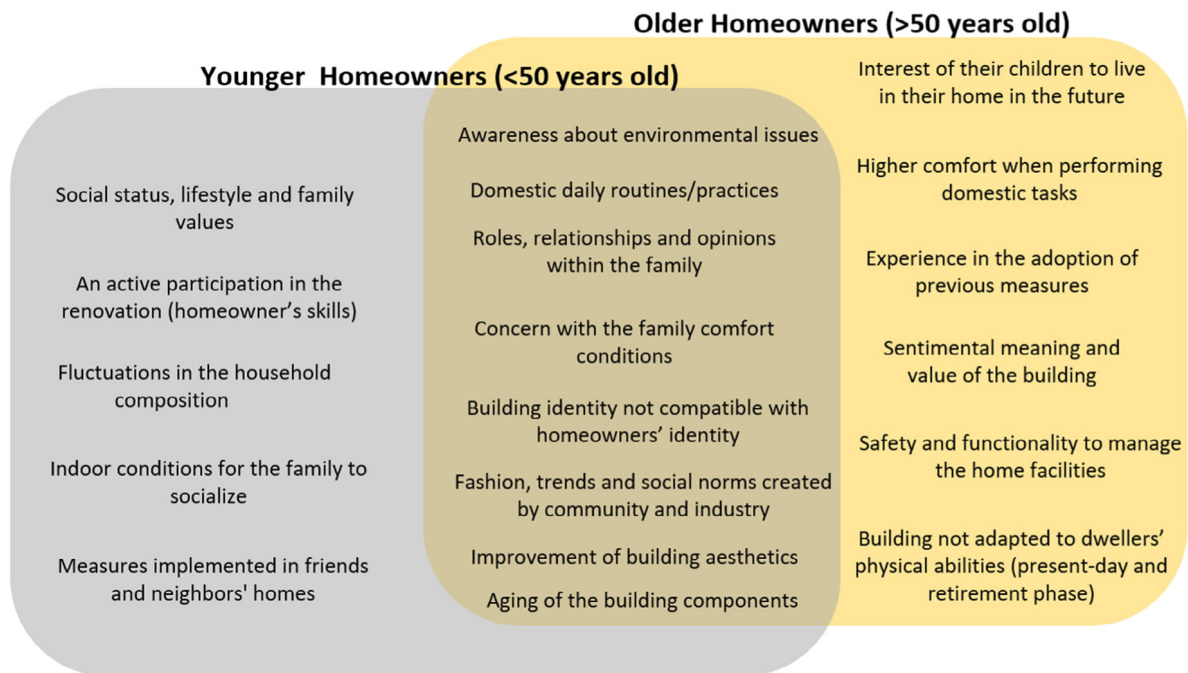 Older Homeowners (>50 years old)
Younger  Homeowners (<50 years old)
Social status, lifestyle and family
values
An active participation in the
renovation (homeowner’s skills)
Fluctuations in the household
composition
Indoor conditions for the family to
socialize
Measures implemented in friends
and neighbors' homes
Awareness about environmental issues
Domestic daily routines/practices
Roles, relationships and opinions
within the family
Concern with the family comfort
conditions
Building identity not compatible with
homeowners’ identity
Fashion, trends and social norms created
by community and industry
Improvement of building aesthetics
Aging of the building components
Interest of their children to live
in their home in the future
Higher comfort when performing
domestic tasks
Experience in the adoption of
previous measures
Sentimental meaning and
value of the building
Safety and functionality to manage
the home facilities
Building not adapted to dwellers’
physical abilities (present-day and
retirement phase)